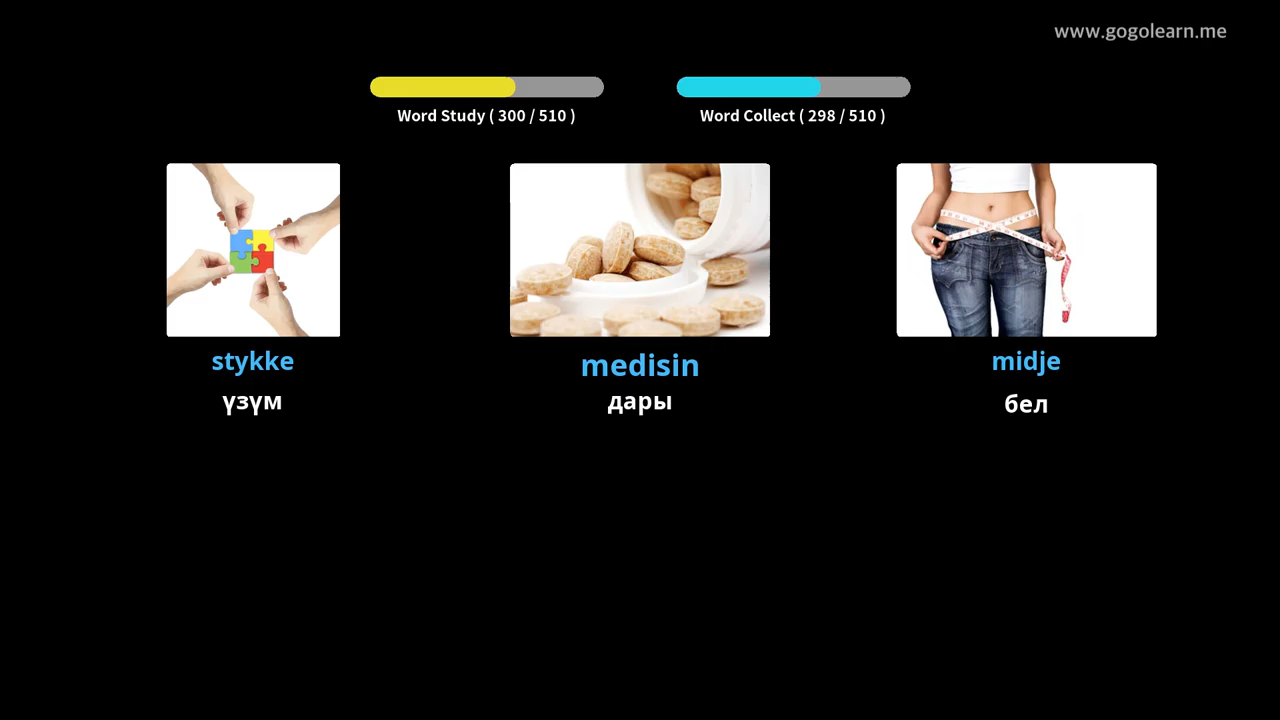 www.gogolearn.me
Word Study ( 300 / 510 )
Word Collect ( 298 / 510 )
stykke
medisin
midje
үзүм
дары
бел